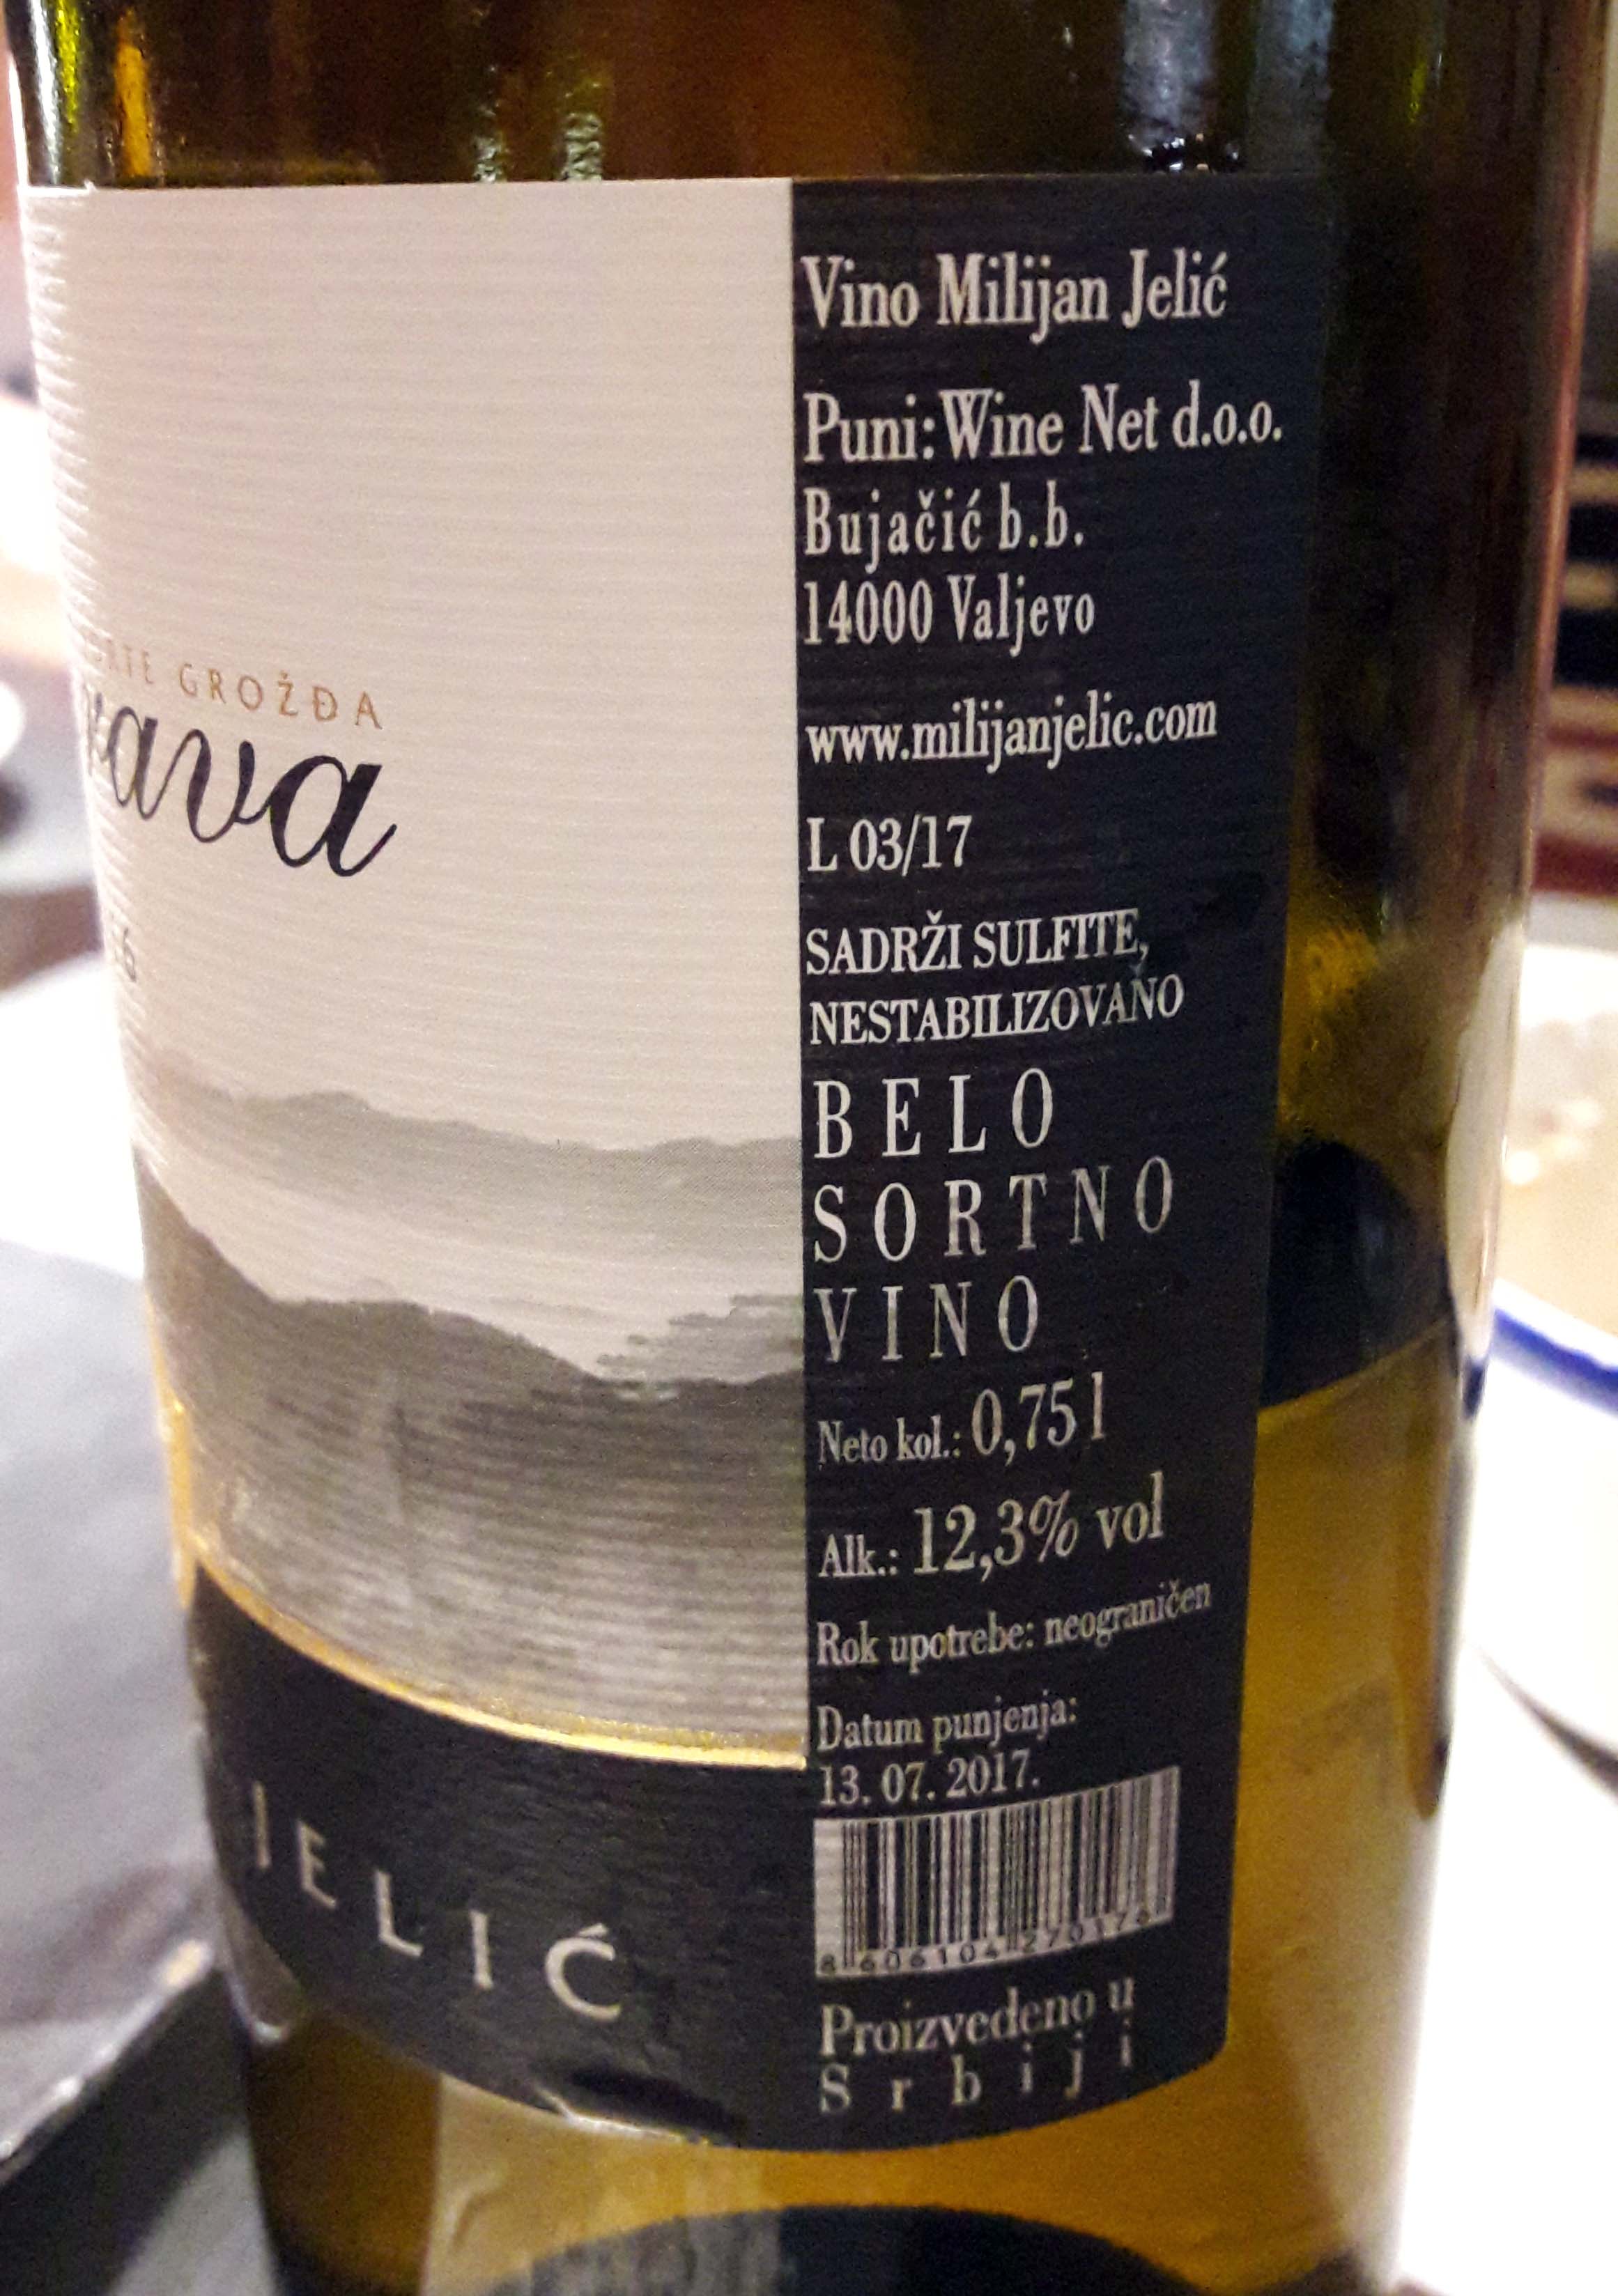 GROŽĐA
JELIĆ
Vino Milijan Jelić
Puni: Wine Net d.o.o.
Bujačić b.b.
14000 Valjevo
www.milijanjelic.com
L 03/17
SADRŽI SULFITE,
NESTABILIZOVANO
BELO
SORTNO
VINO
Neto kol.: 0,75 l
Alk.: 12,3% vol
Rok upotrebe: neograničen
Datum punjenja:
13. 07. 2017.
Proizvedeno u
Srbiji